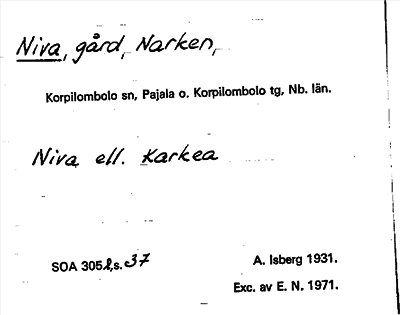 Niva, gård, Narken,
Korpilombolo sn, Pajala o. Korpilombolo tg, Nb. län.
Niva ell. Karkea
SOA 305 l, s. 37
A. Isberg 1931.
Exc. av E. N. 1971.